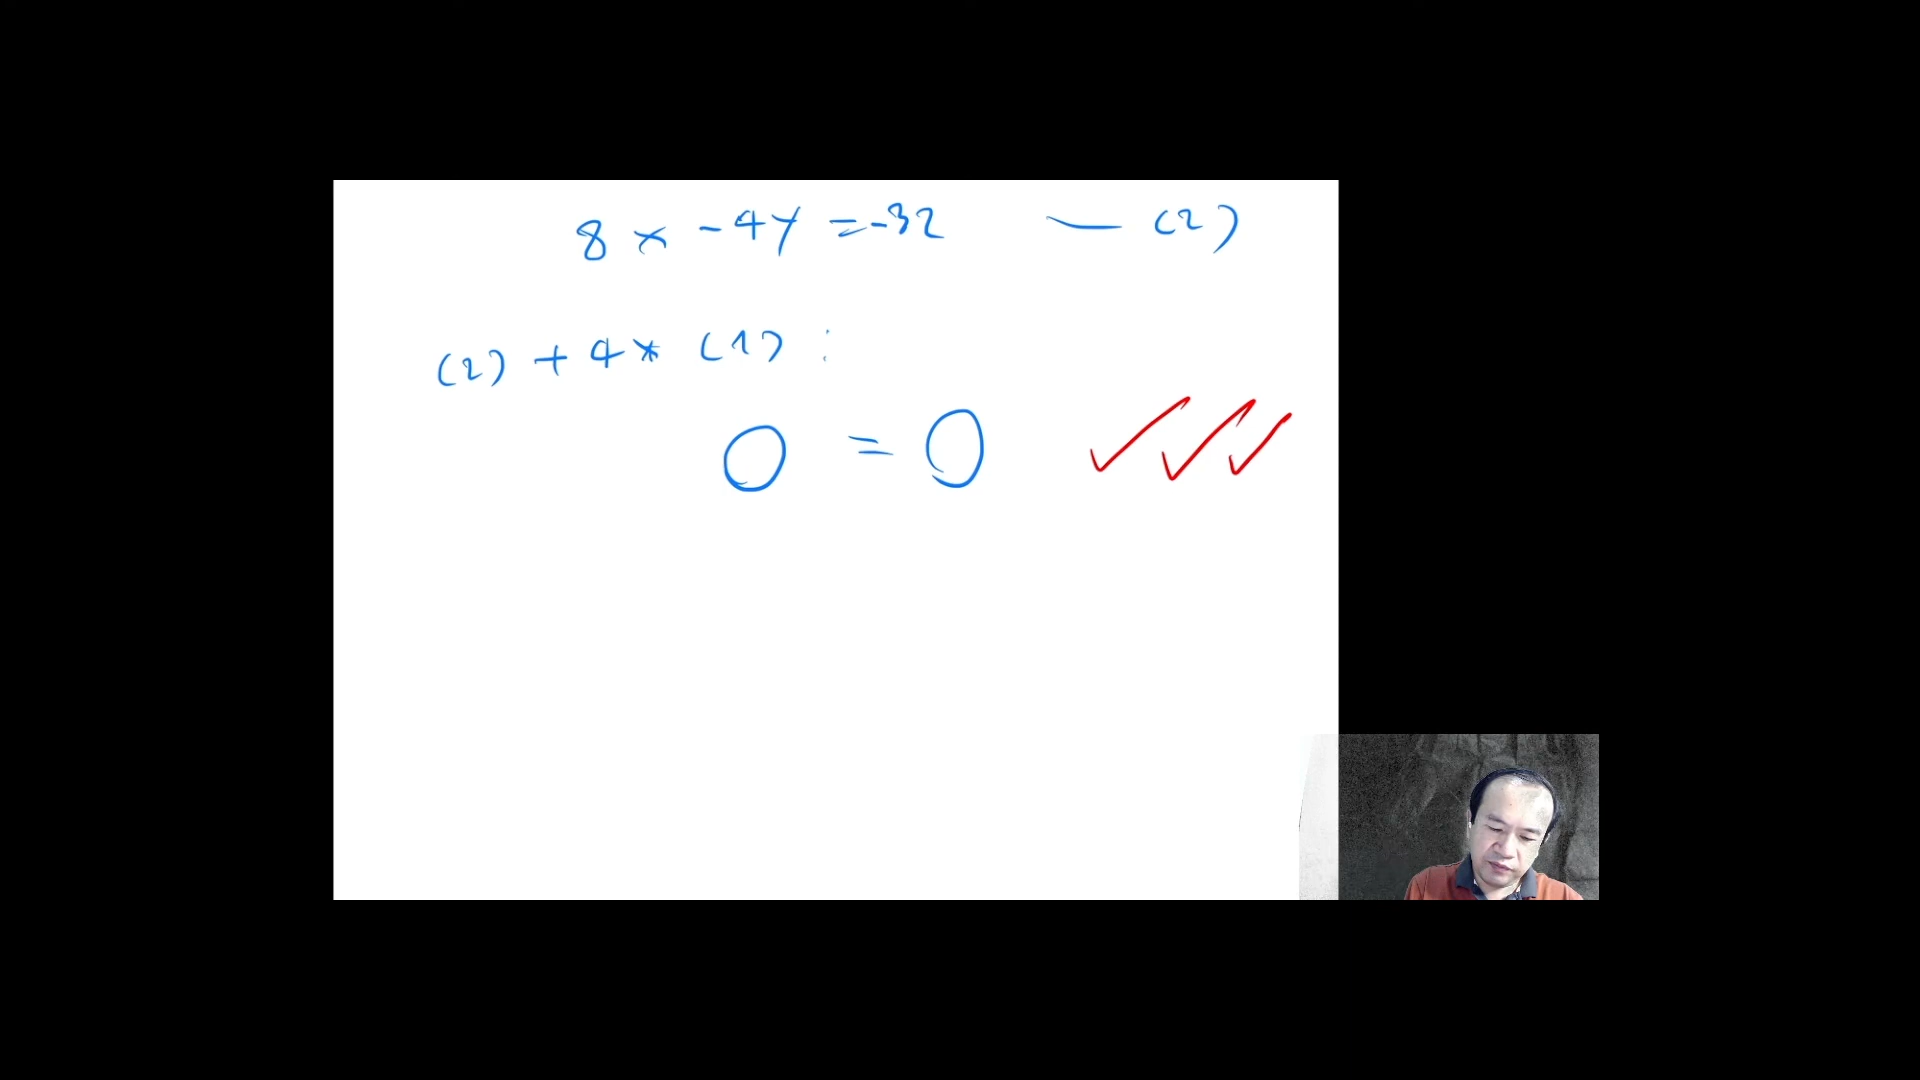 8x - 4y = -32 — (2)
(2) + 4* (1) :
0 = 0 ✓✓✓